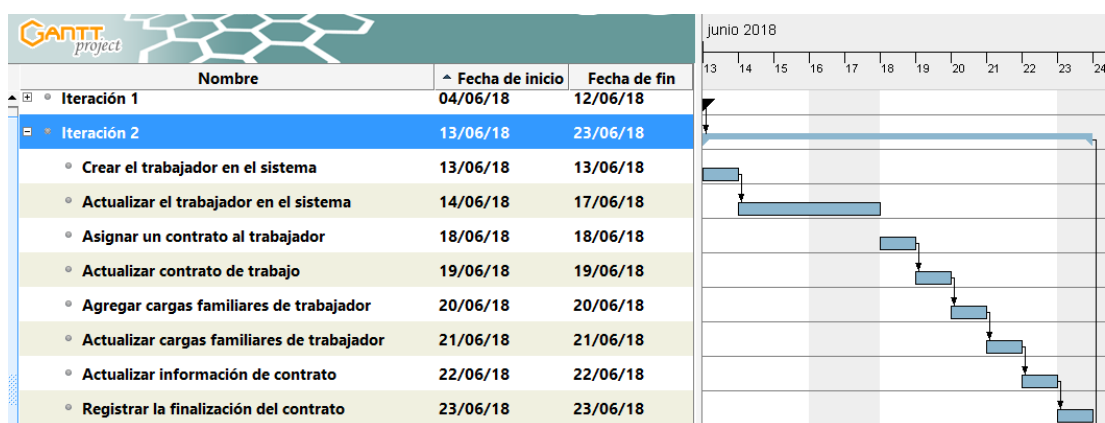 GANTT
project
junio 2018
Nombre Fecha de inicio Fecha de fin
13 14 15 16 17 18 19 20 21 22 23 24
Iteración 1 04/06/18 12/06/18
Iteración 2 13/06/18 23/06/18
Crear el trabajador en el sistema 13/06/18 13/06/18
Actualizar el trabajador en el sistema 14/06/18 17/06/18
Asignar un contrato al trabajador 18/06/18 18/06/18
Actualizar contrato de trabajo 19/06/18 19/06/18
Agregar cargas familiares de trabajador 20/06/18 20/06/18
Actualizar cargas familiares de trabajador 21/06/18 21/06/18
Actualizar información de contrato 22/06/18 22/06/18
Registrar la finalización del contrato 23/06/18 23/06/18